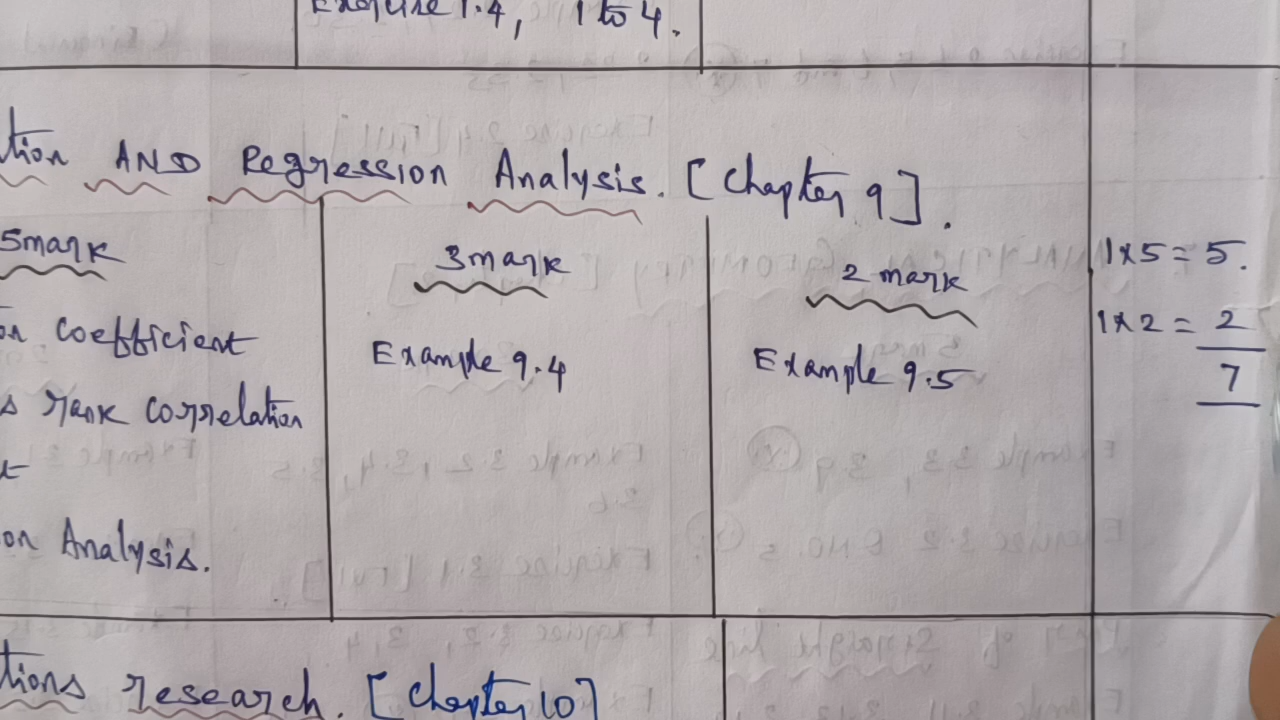 Exercise 1.4, 1 to 4.
tion AND Regression Analysis. [Chapter 9].
5mark
on coefficient
s rank correlation
t
on Analysis.
3mark
Example 9.4
2 mark
Example 9.5
1x5 = 5.
1x2 = 2
7
tions research. [Chapter 10]